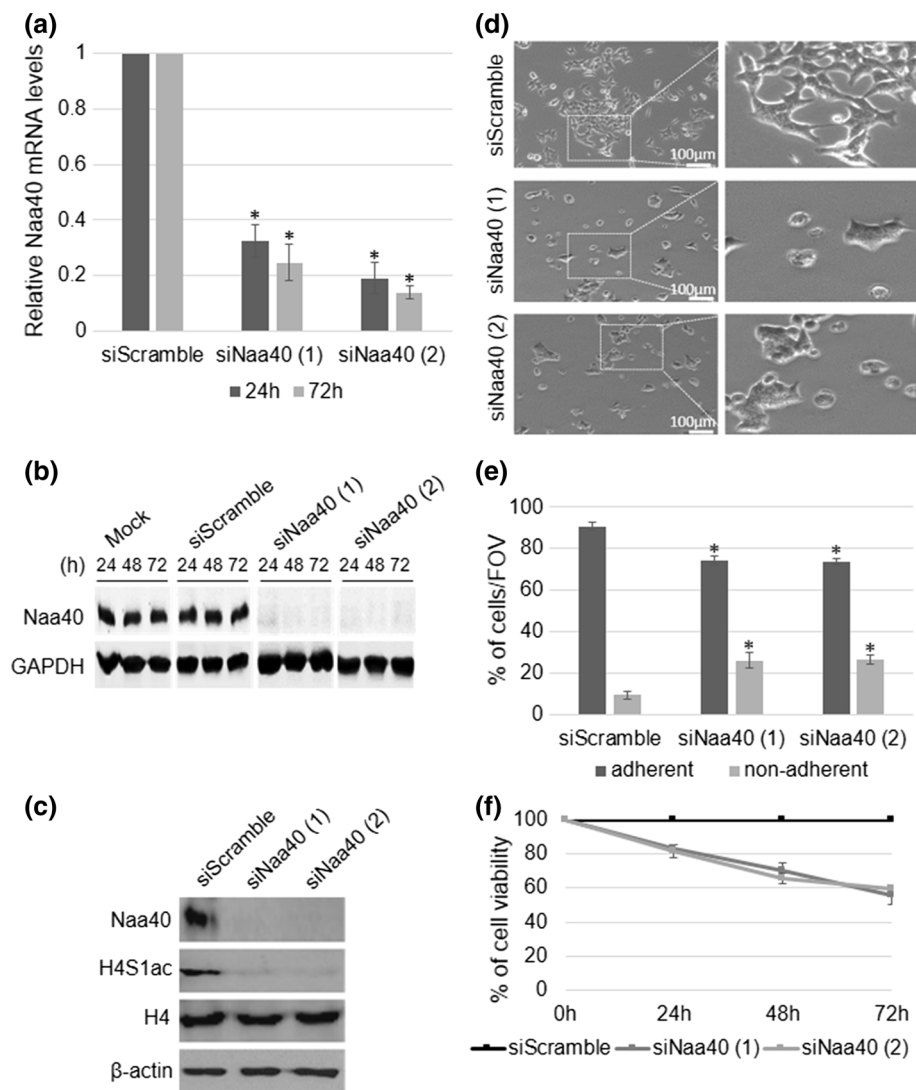 (a)
Relative Naa40 mRNA levels
1
0.8
0.6
0.4
0.2
0
* * * *
siScramble siNaa40 (1) siNaa40 (2)
24h 72h
(b)
Mock siScramble siNaa40 (1) siNaa40 (2)
(h) 24 48 72 24 48 72 24 48 72 24 48 72
Naa40
GAPDH
(c)
siScramble siNaa40 (1) siNaa40 (2)
Naa40
H4S1ac
H4
β-actin
(d)
siScramble
100µm
siNaa40 (1)
100µm
siNaa40 (2)
100µm
(e)
% of cells/FOV
100
80
60
40
20
0
* * * *
siScramble siNaa40 (1) siNaa40 (2)
adherent non-adherent
(f)
% of cell viability
100
80
60
40
20
0
0h 24h 48h 72h
siScramble siNaa40 (1) siNaa40 (2)